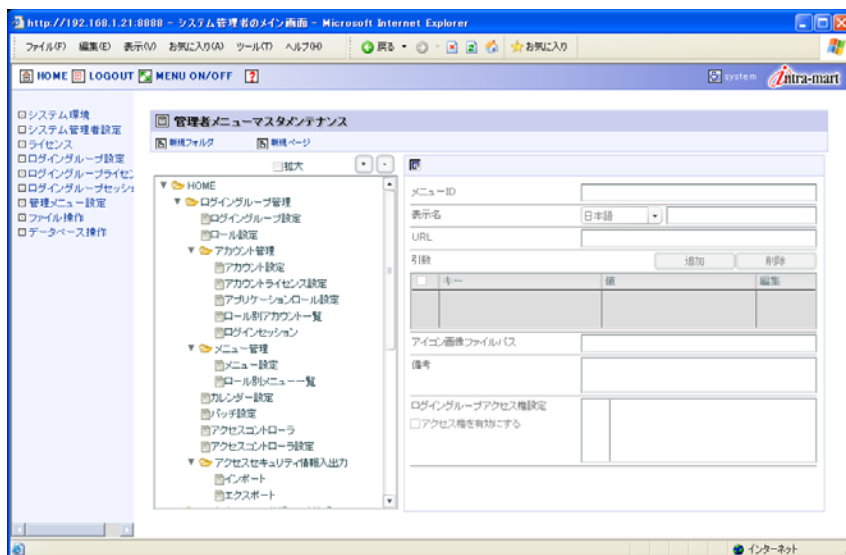 http://192.168.1.21:8888 - システム管理者のメイン画面 - Microsoft Internet Explorer
ファイル(F) 編集(E) 表示(V) お気に入り(A) ツール(T) ヘルプ(H) 戻る お気に入り
HOME LOGOUT MENU ON/OFF ? system intra-mart
システム環境
システム管理者設定
ライセンス
ログイングループ設定
ログイングループライセン
ログイングループセッショ
管理メニュー設定
ファイル操作
データベース操作
管理者メニューマスタメンテナンス
新規フォルダ 新規ページ
拡大 + -
HOME
ログイングループ管理
ログイングループ設定
ロール設定
アカウント管理
アカウント設定
アカウントライセンス設定
アプリケーションロール設定
ロール別アカウント一覧
ログインセッション
メニュー管理
メニュー設定
ロール別メニュー一覧
カレンダー設定
バッチ設定
アクセスコントローラ
アクセスコントローラ設定
アクセスセキュリティ情報入出力
インポート
エクスポート
メニューID
表示名 日本語
URL
引数 追加 削除
キー 値 編集
アイコン画像ファイルパス
備考
ログイングループアクセス権設定
アクセス権を有効にする
インターネット